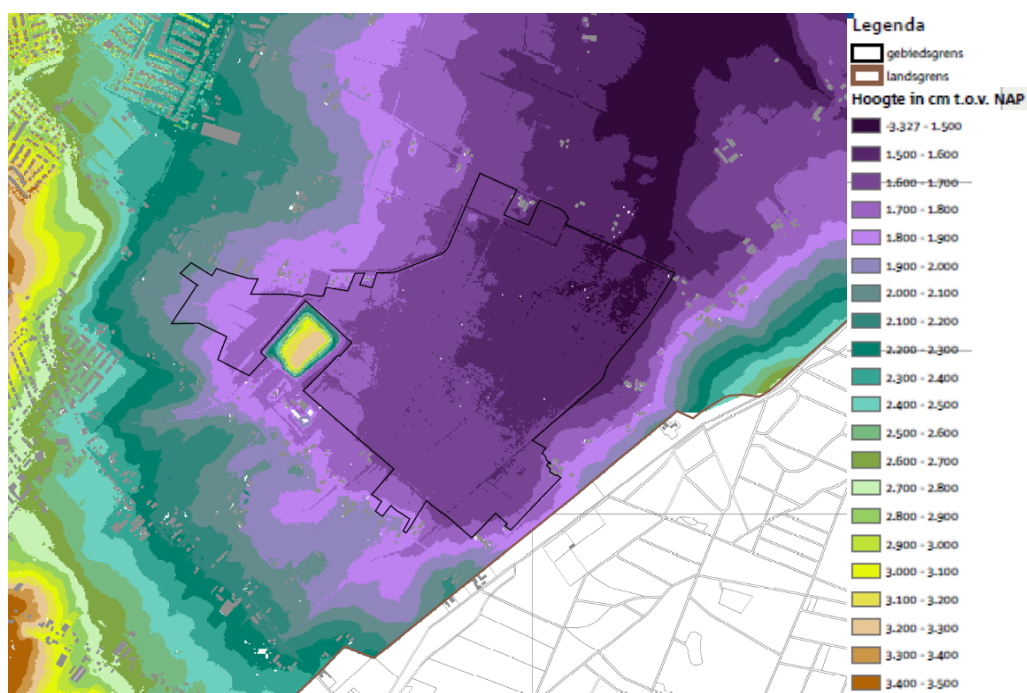 Legenda
gebiedsgrens
landsgrens
Hoogte in cm t.o.v. NAP
-3.327 - 1.500
1.500 - 1.600
1.600 - 1.700
1.700 - 1.800
1.800 - 1.900
1.900 - 2.000
2.000 - 2.100
2.100 - 2.200
2.200 - 2.300
2.300 - 2.400
2.400 - 2.500
2.500 - 2.600
2.600 - 2.700
2.700 - 2.800
2.800 - 2.900
2.900 - 3.000
3.000 - 3.100
3.100 - 3.200
3.200 - 3.300
3.300 - 3.400
3.400 - 3.500